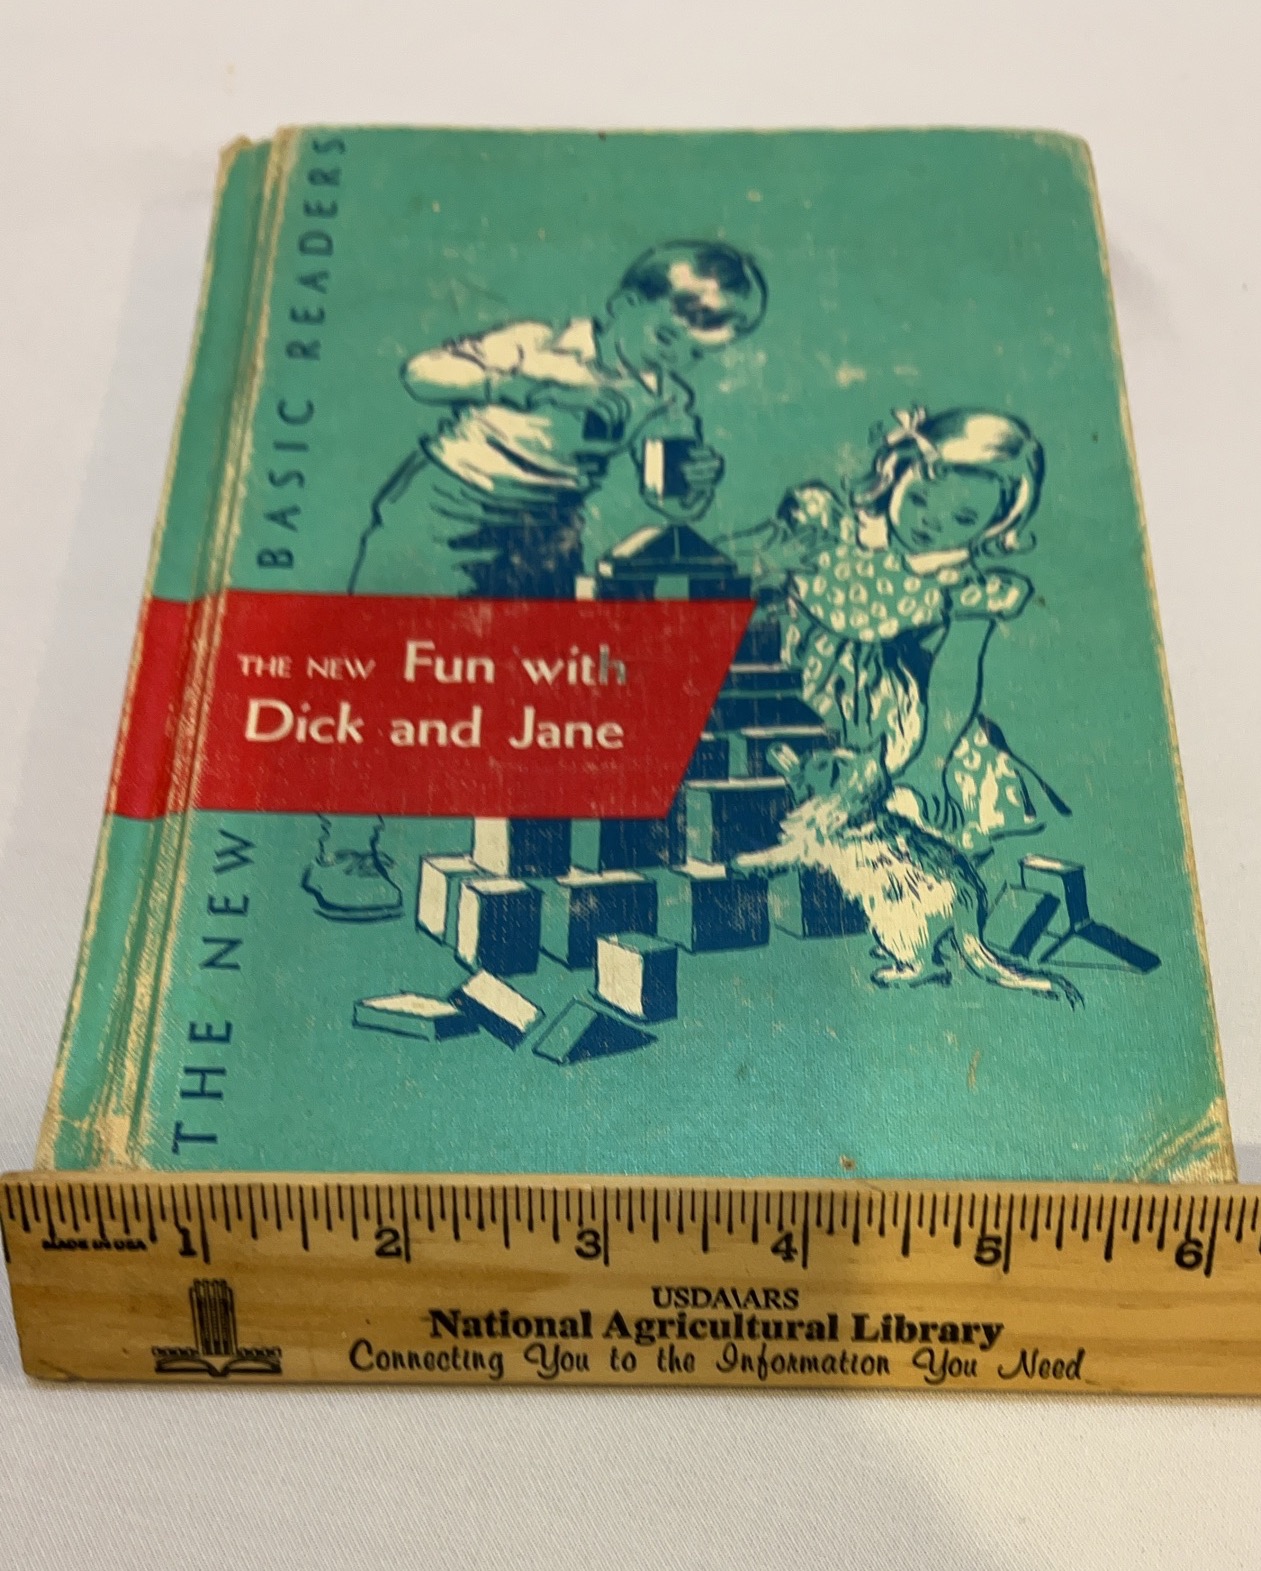 THE NEW BASIC READERS
THE NEW Fun with
Dick and Jane
1 2 3 4 5 6
MADE IN USA
USDA\ARS
National Agricultural Library
Connecting You to the Information You Need